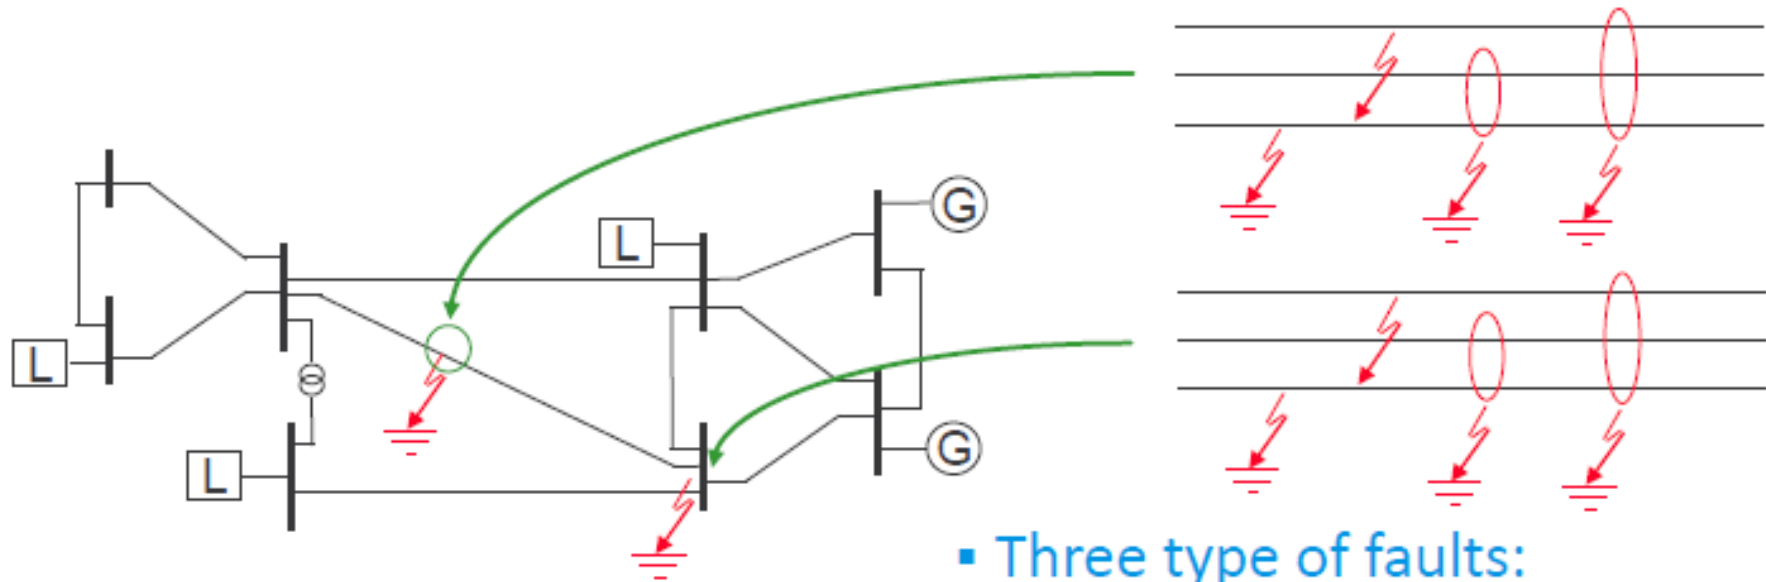 G
L
L
G
L
▪ Three type of faults: